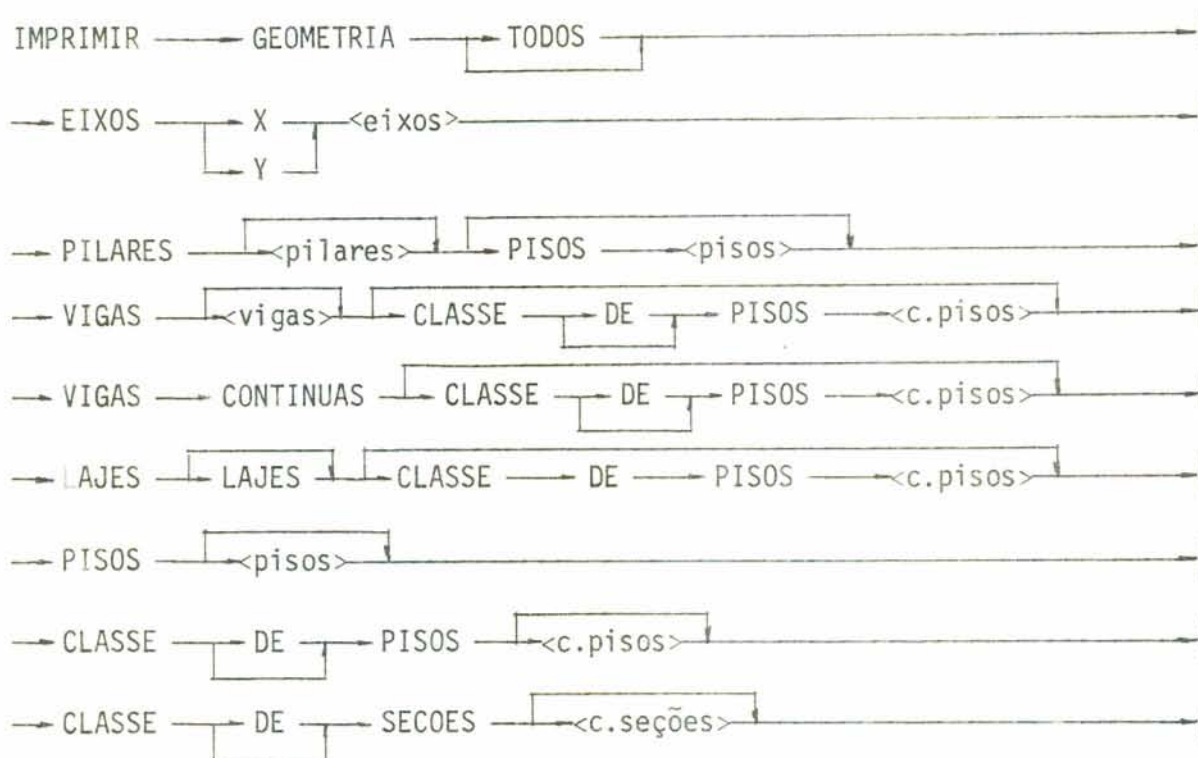 IMPRIMIR GEOMETRIA TODOS
EIXOS X <eixos>
Y
PILARES <pilares> PISOS <pisos>
VIGAS <vigas> CLASSE DE PISOS <c.pisos>
VIGAS CONTINUAS CLASSE DE PISOS <c.pisos>
LAJES LAJES CLASSE DE PISOS <c.pisos>
PISOS <pisos>
CLASSE DE PISOS <c.pisos>
CLASSE DE SECOES <c.seções>